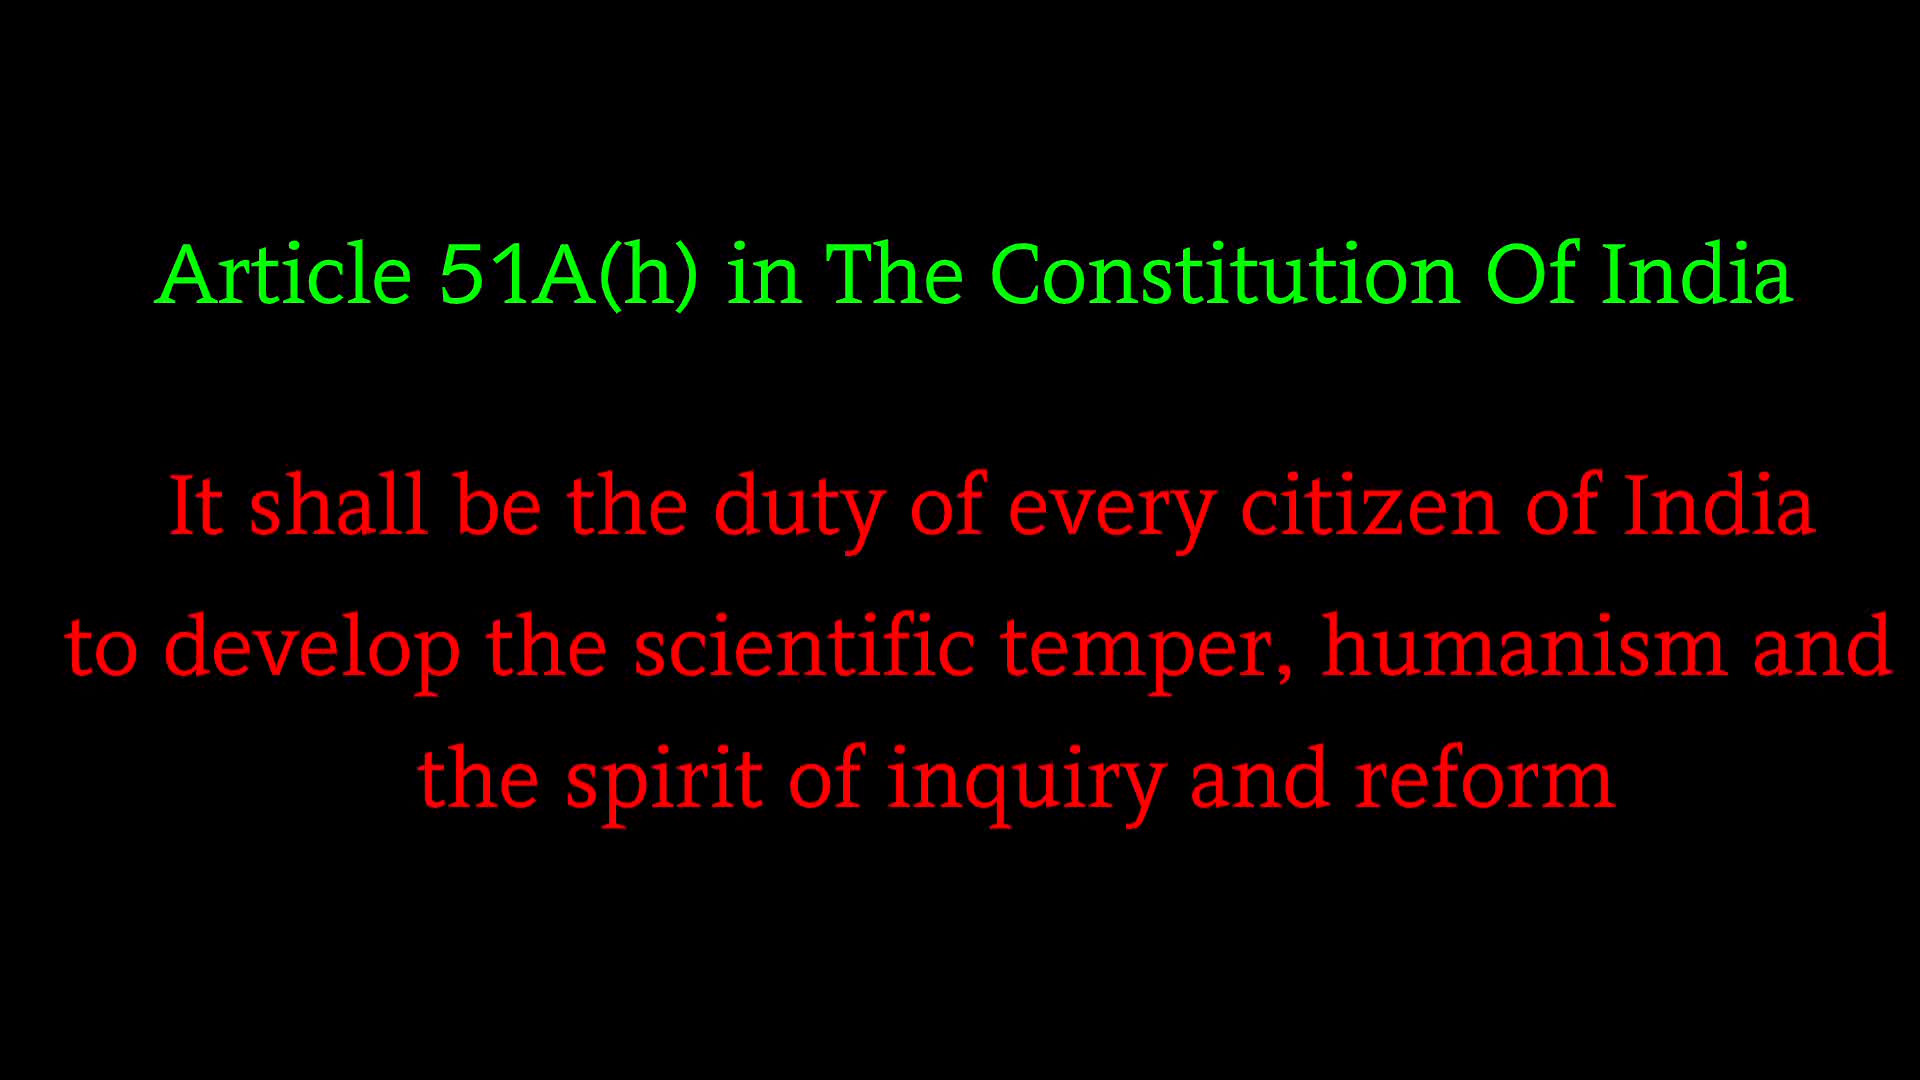 Article 51A(h) in The Constitution Of India
It shall be the duty of every citizen of India
to develop the scientific temper, humanism and
the spirit of inquiry and reform